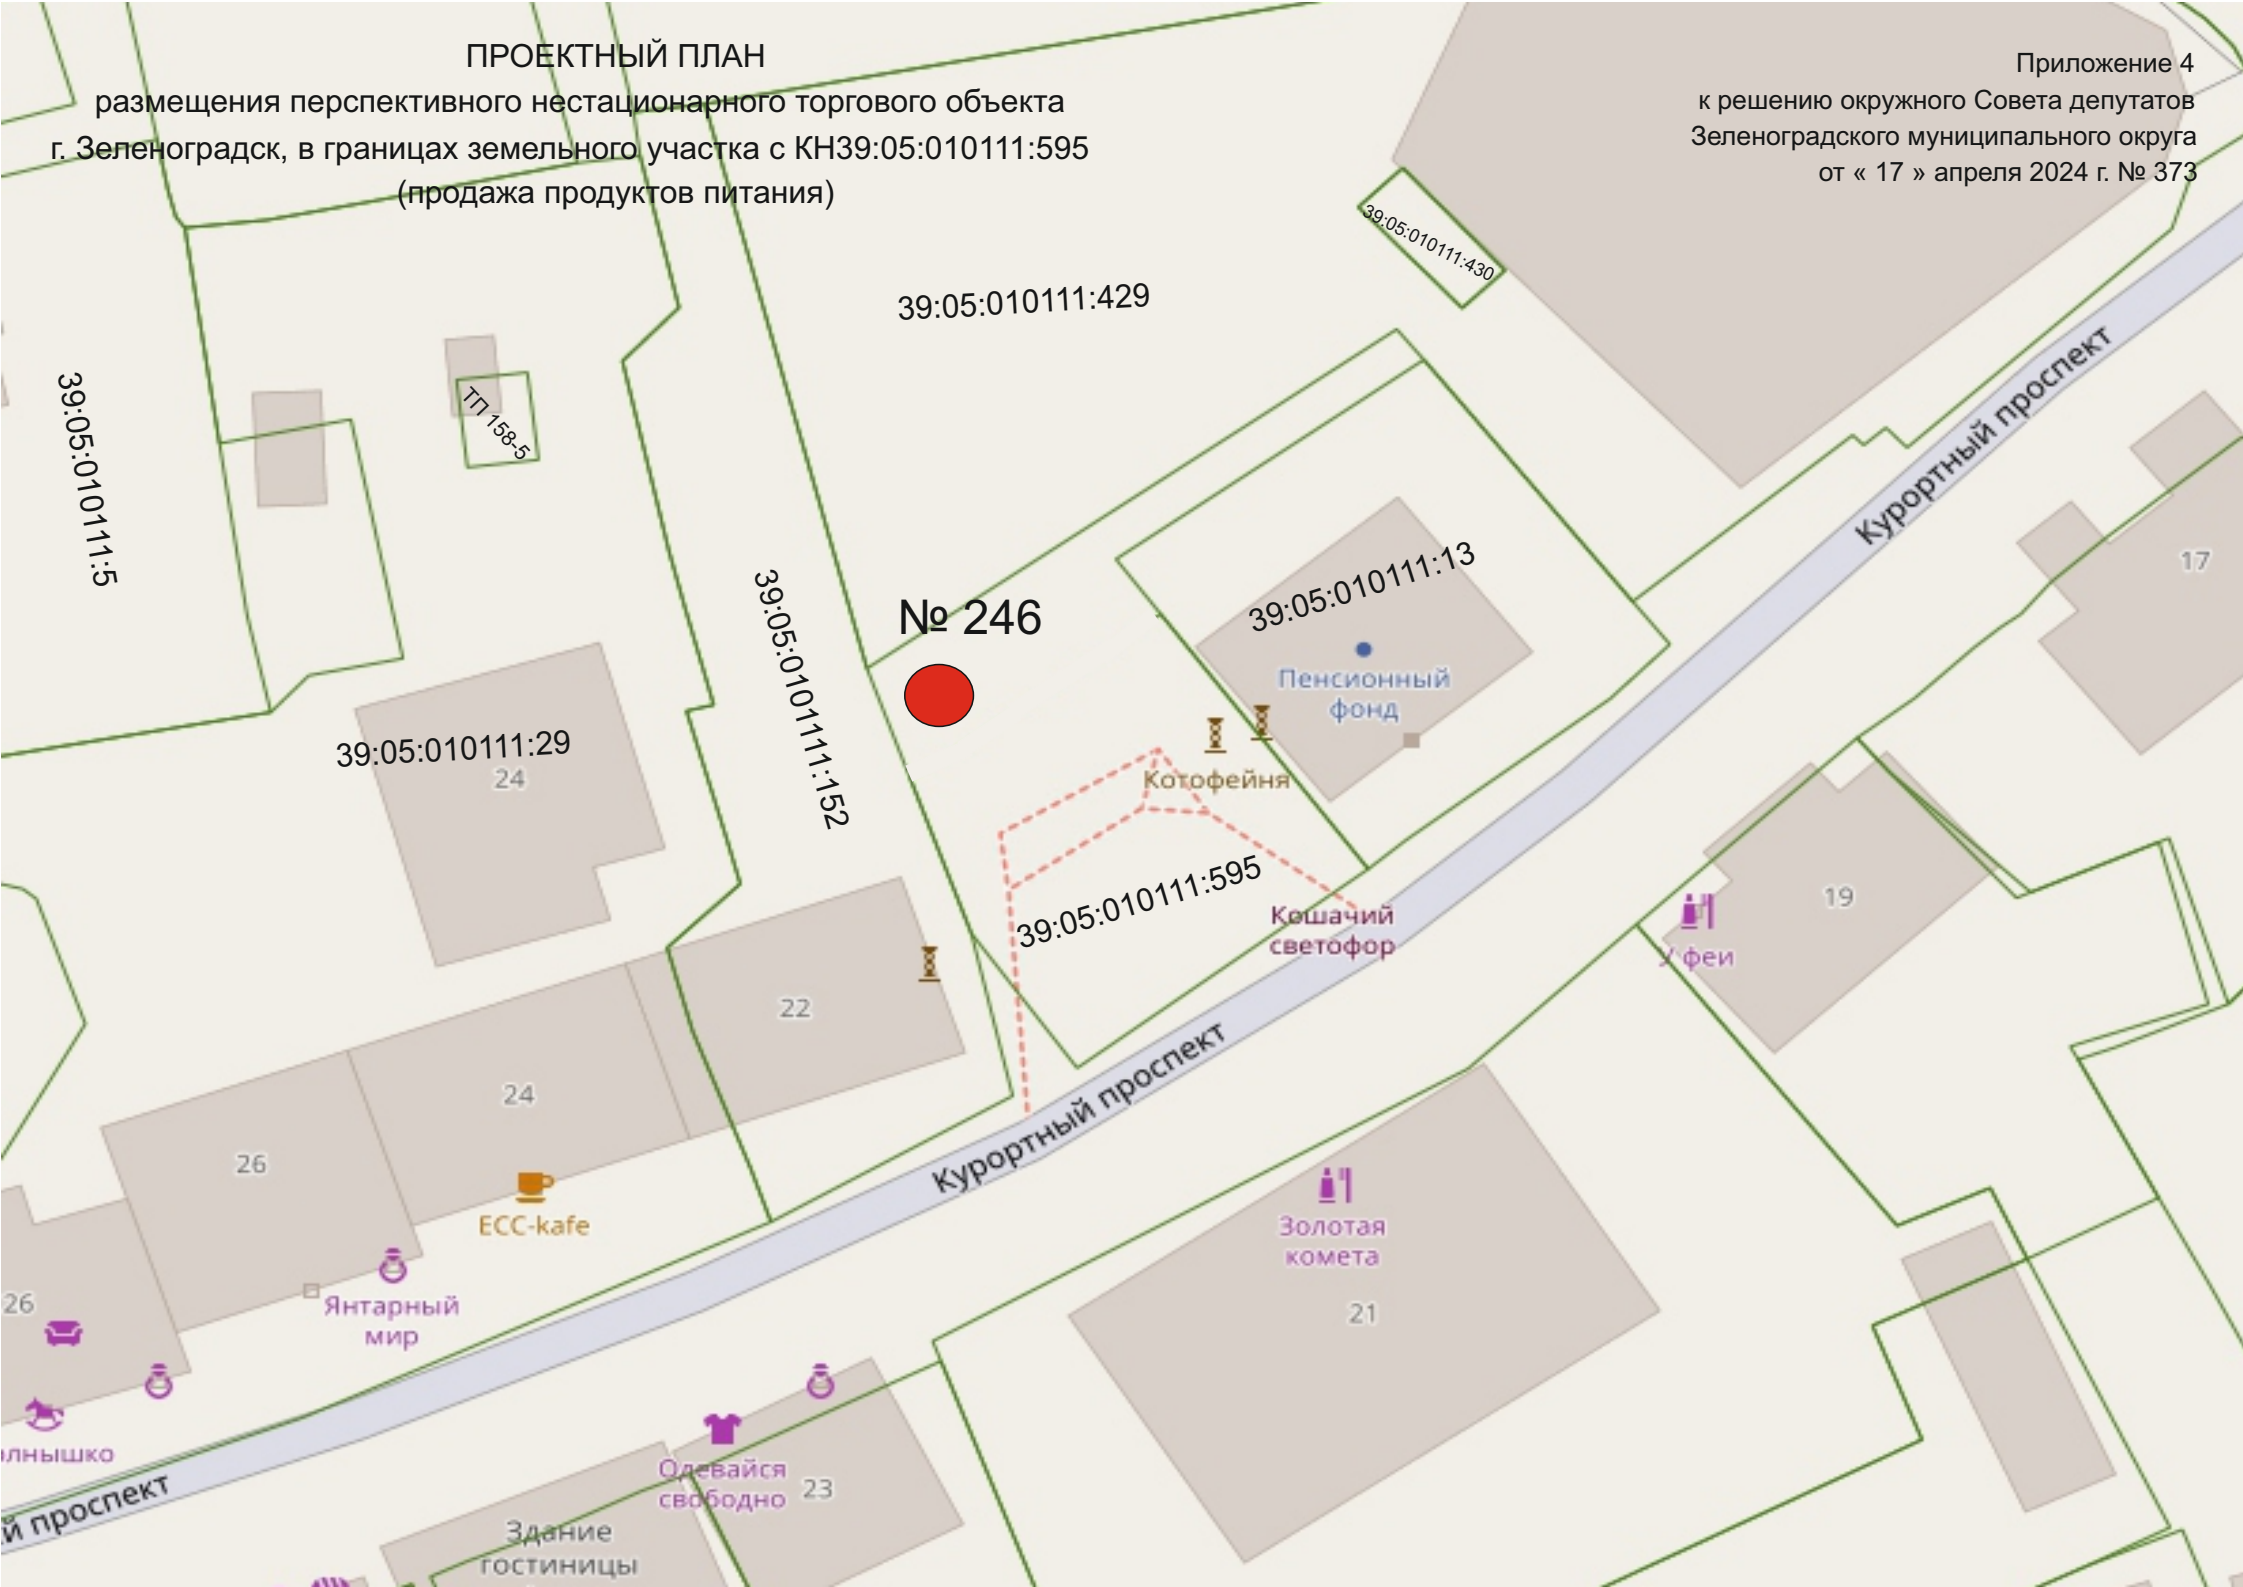 ПРОЕКТНЫЙ ПЛАН
размещения перспективного нестационарного торгового объекта
г. Зеленоградск, в границах земельного участка с КН39:05:010111:595
(продажа продуктов питания)
Приложение 4
к решению окружного Совета депутатов
Зеленоградского муниципального округа
от « 17 » апреля 2024 г. № 373
39:05:010111:430
39:05:010111:429
Курортный проспект
39:05:010111:5
ТП 158-5
17
39:05:010111:13
№ 246
39:05:010111:152
Пенсионный
фонд
39:05:010111:29
24
Котофейня
39:05:010111:595
Кошачий
светофор
19
У феи
22
24
Курортный проспект
26
ECC-kafe
Золотая
комета
21
26
Янтарный
мир
лнышко
Одевайся
свободно
23
й проспект
Здание
гостиницы